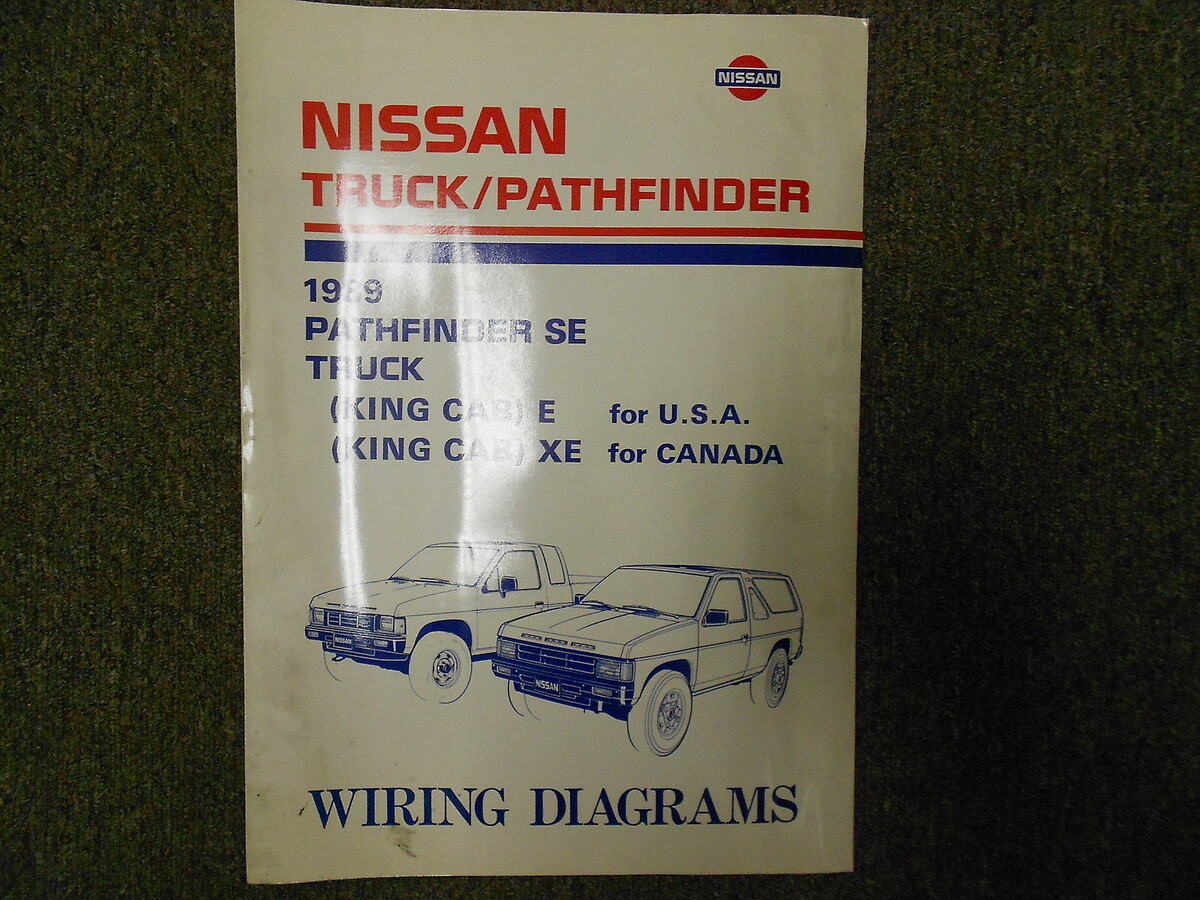 NISSAN
NISSAN
TRUCK/PATHFINDER
1989
PATHFINDER SE
TRUCK
(KING CAB) E for U.S.A.
(KING CAB) XE for CANADA
NISSAN
NISSAN
WIRING DIAGRAMS